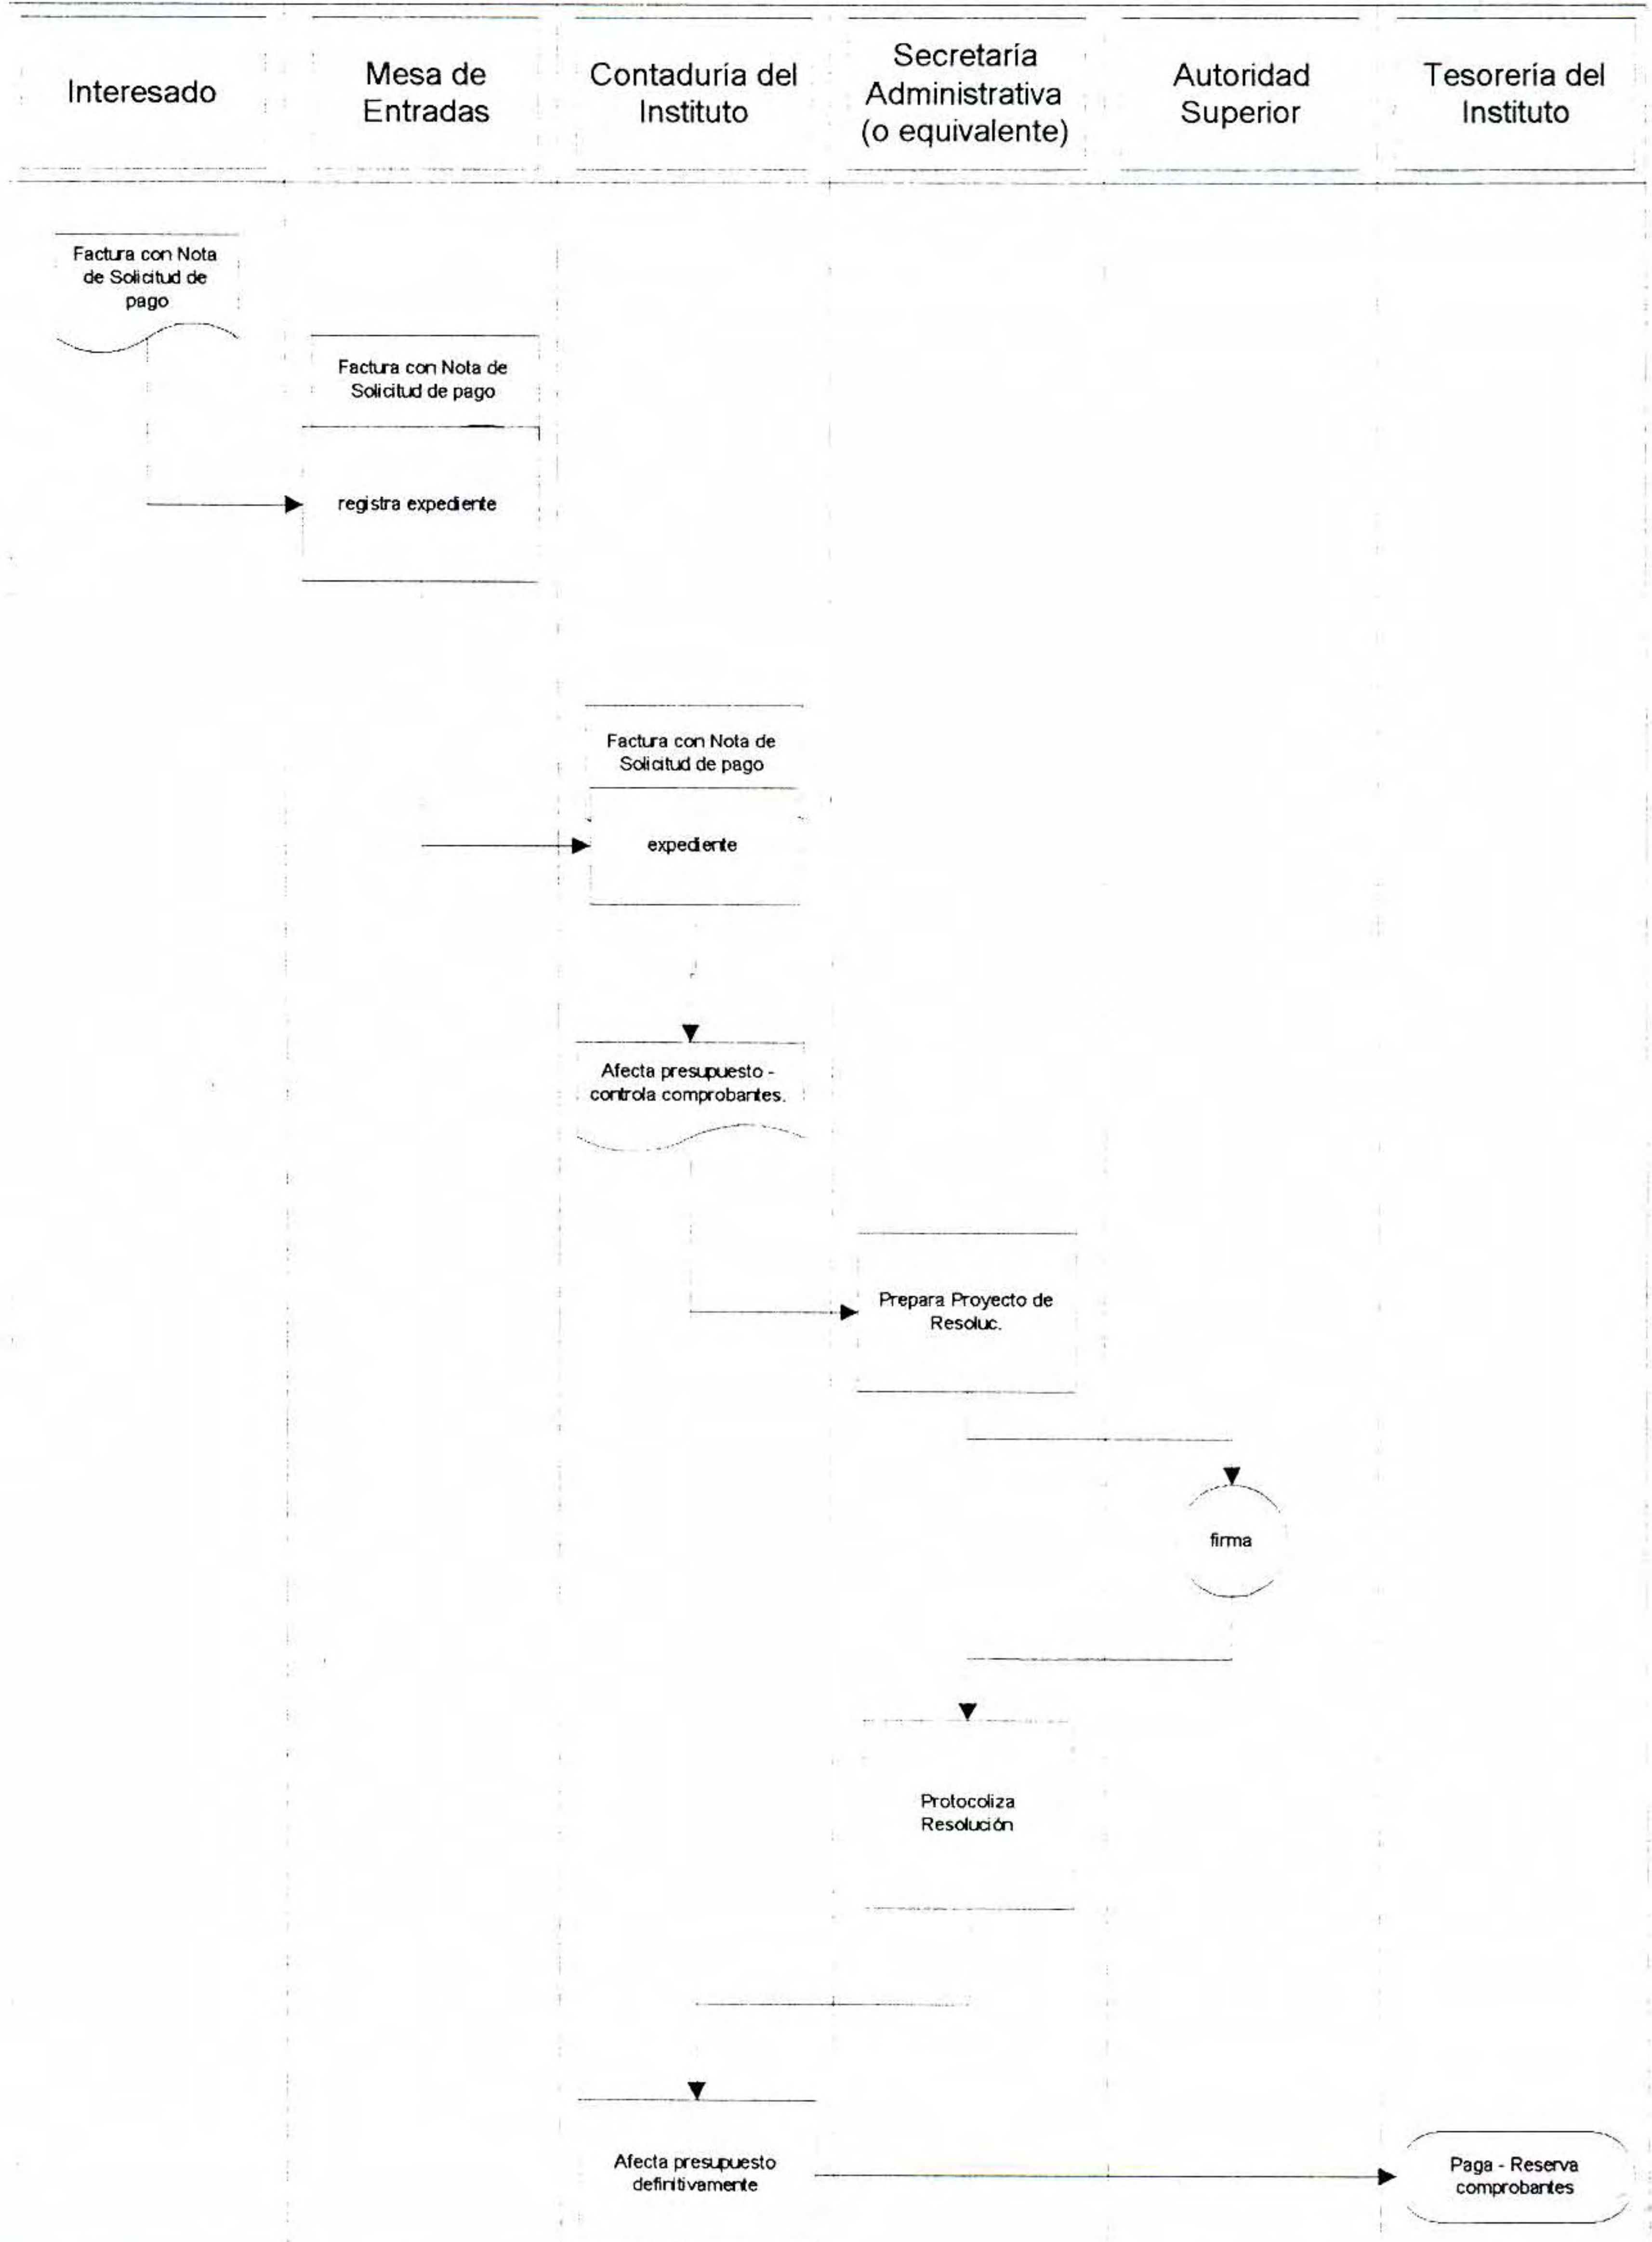 Interesado
Mesa de
Entradas
Contaduría del
Instituto
Secretaría
Administrativa
(o equivalente)
Autoridad
Superior
Tesorería del
Instituto
Factura con Nota
de Solicitud de
pago
Factura con Nota de
Solicitud de pago
registra expediente
Factura con Nota de
Solicitud de pago
expediente
Afecta presupuesto -
controla comprobantes.
Prepara Proyecto de
Resoluc.
firma
Protocoliza
Resolución
Afecta presupuesto
definitivamente
Paga - Reserva
comprobantes